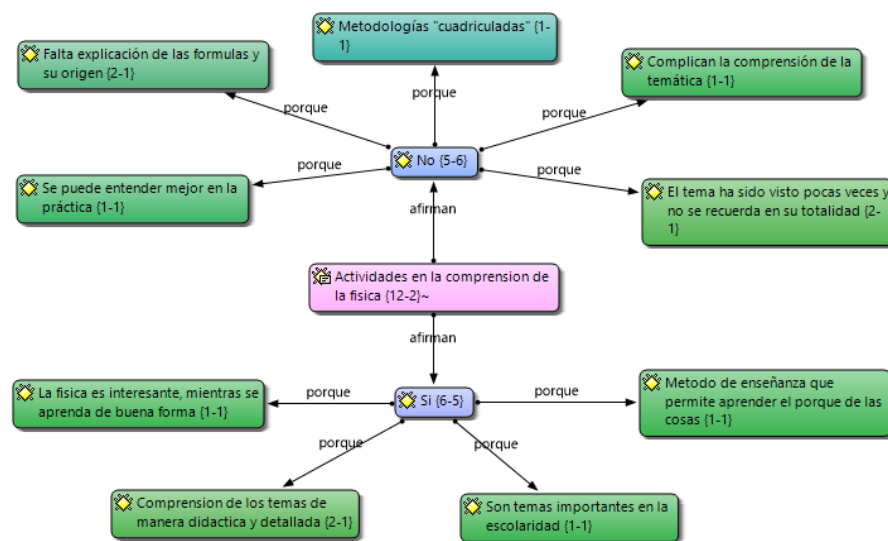 Metodologías "cuadriculadas" {1-
1}
Falta explicación de las formulas y
su origen {2-1}
Complican la comprensión de la
temática {1-1}
porque
porque
porque
No {5-6}
porque
porque
Se puede entender mejor en la
práctica {1-1}
El tema ha sido visto pocas veces y
no se recuerda en su totalidad {2-
1}
afirman
Actividades en la comprension de
la fisica {12-2}~
afirman
La fisica es interesante, mientras se
aprenda de buena forma {1-1}
porque
Si {6-5}
porque
Metodo de enseñanza que
permite aprender el porque de las
cosas {1-1}
porque
porque
Comprension de los temas de
manera didactica y detallada {2-1}
Son temas importantes en la
escolaridad {1-1}